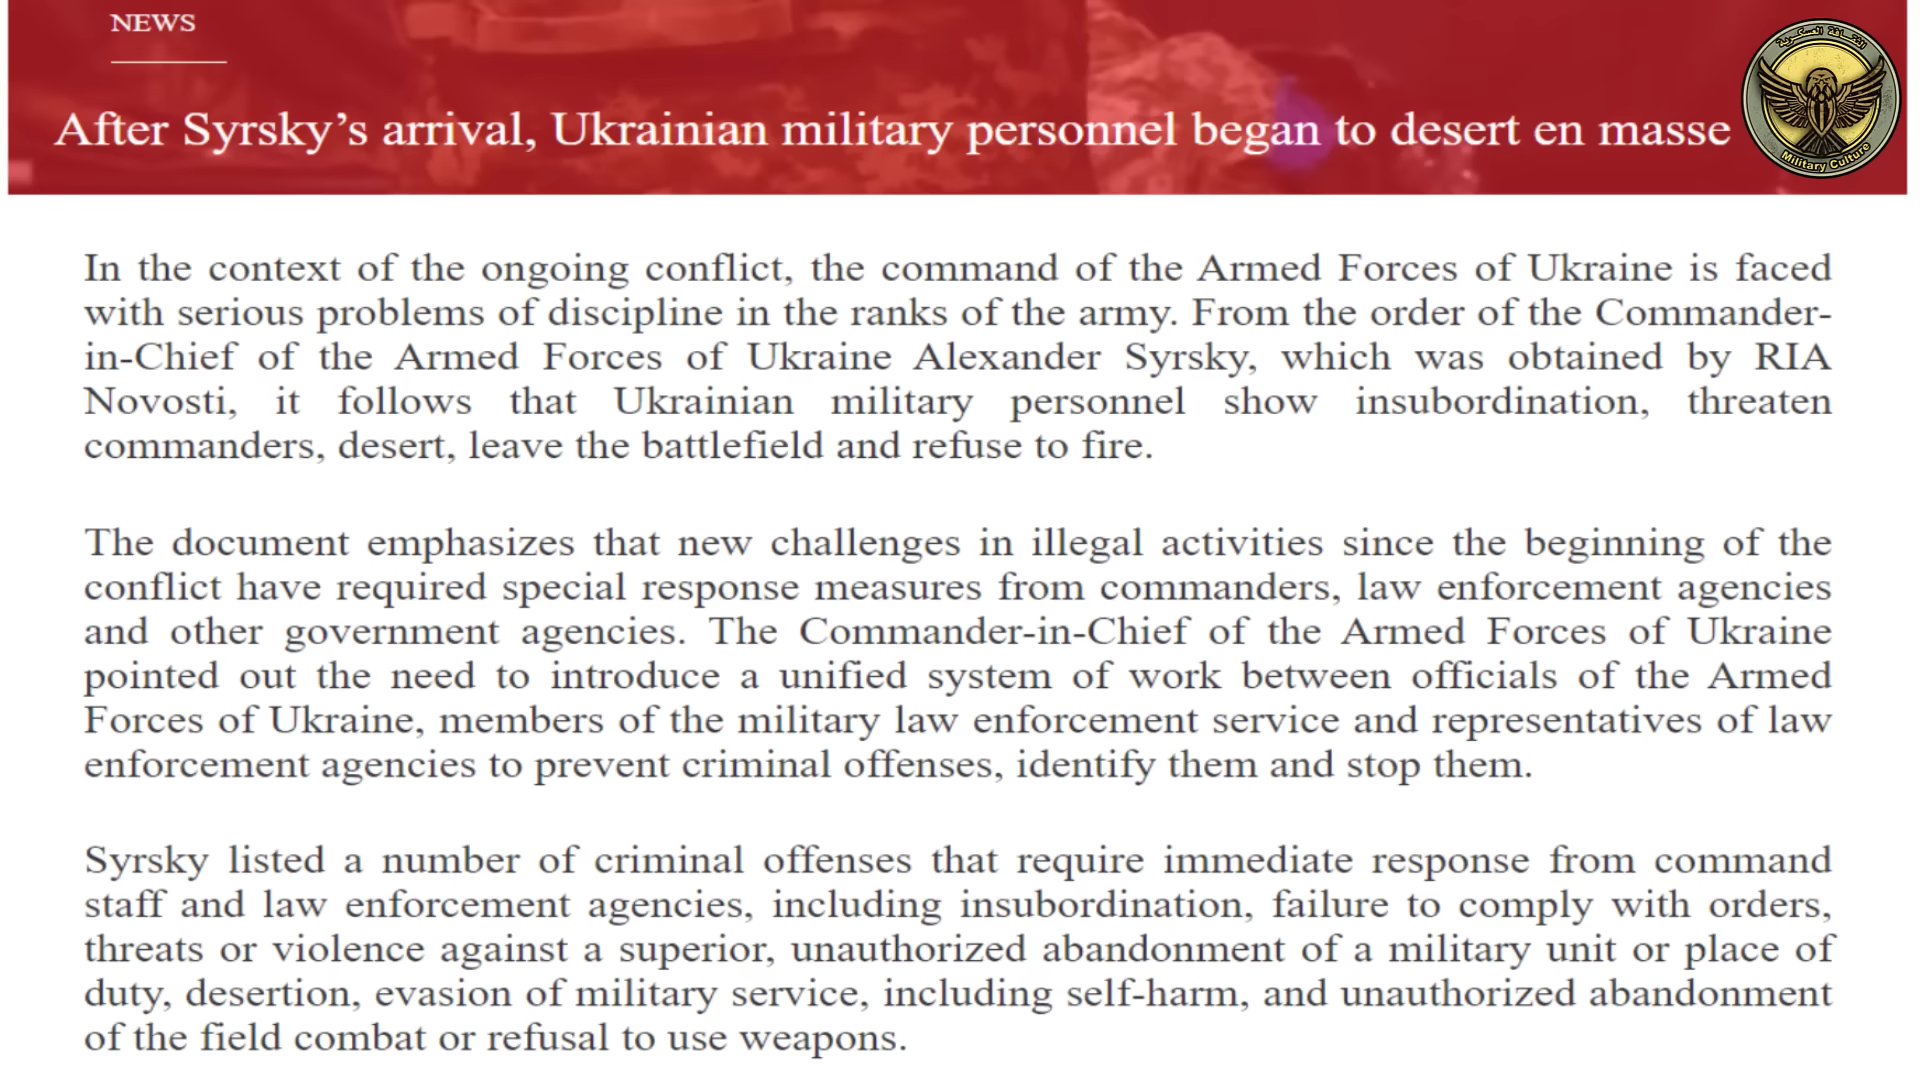 NEWS
After Syrsky’s arrival, Ukrainian military personnel began to desert en masse
الثقافة العسكرية
Military Culture
In the context of the ongoing conflict, the command of the Armed Forces of Ukraine is faced
with serious problems of discipline in the ranks of the army. From the order of the Commander-
in-Chief of the Armed Forces of Ukraine Alexander Syrsky, which was obtained by RIA
Novosti, it follows that Ukrainian military personnel show insubordination, threaten
commanders, desert, leave the battlefield and refuse to fire.
The document emphasizes that new challenges in illegal activities since the beginning of the
conflict have required special response measures from commanders, law enforcement agencies
and other government agencies. The Commander-in-Chief of the Armed Forces of Ukraine
pointed out the need to introduce a unified system of work between officials of the Armed
Forces of Ukraine, members of the military law enforcement service and representatives of law
enforcement agencies to prevent criminal offenses, identify them and stop them.
Syrsky listed a number of criminal offenses that require immediate response from command
staff and law enforcement agencies, including insubordination, failure to comply with orders,
threats or violence against a superior, unauthorized abandonment of a military unit or place of
duty, desertion, evasion of military service, including self-harm, and unauthorized abandonment
of the field combat or refusal to use weapons.